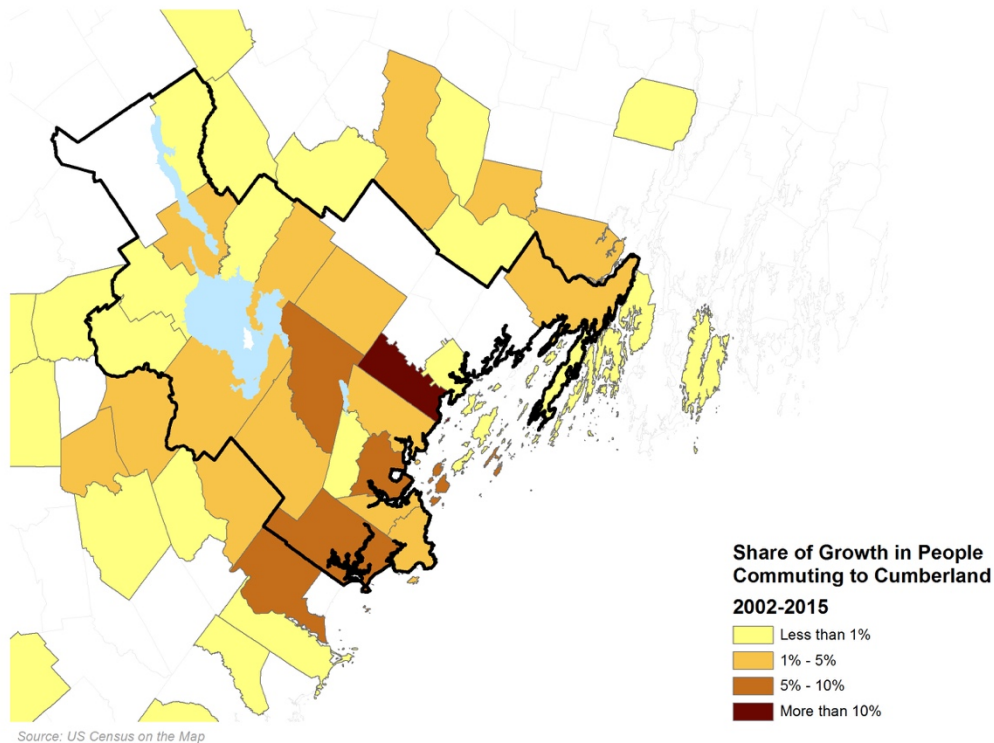 Share of Growth in People
Commuting to Cumberland
2002-2015
Less than 1%
1% - 5%
5% - 10%
More than 10%
Source: US Census on the Map